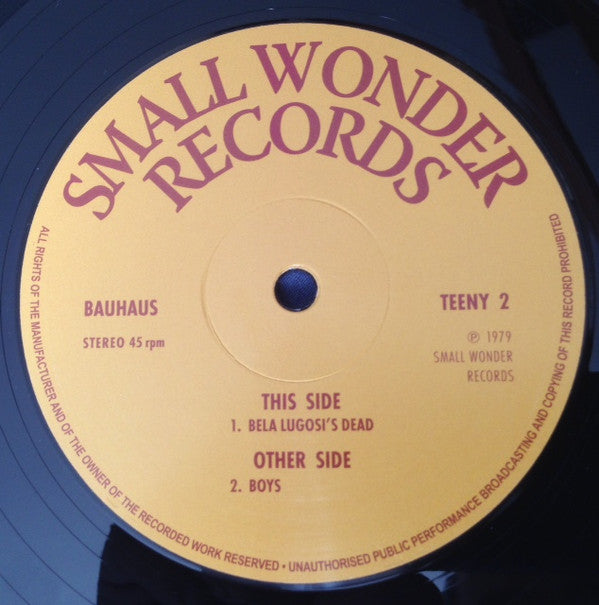 SMALL WONDER
RECORDS
BAUHAUS
STEREO 45 rpm
TEENY 2
℗ 1979
SMALL WONDER
RECORDS
THIS SIDE
1. BELA LUGOSI'S DEAD
OTHER SIDE
2. BOYS
ALL RIGHTS OF THE MANUFACTURER AND OF THE OWNER OF THE RECORDED WORK RESERVED • UNAUTHORISED PUBLIC PERFORMANCE BROADCASTING AND COPYING OF THIS RECORD PROHIBITED